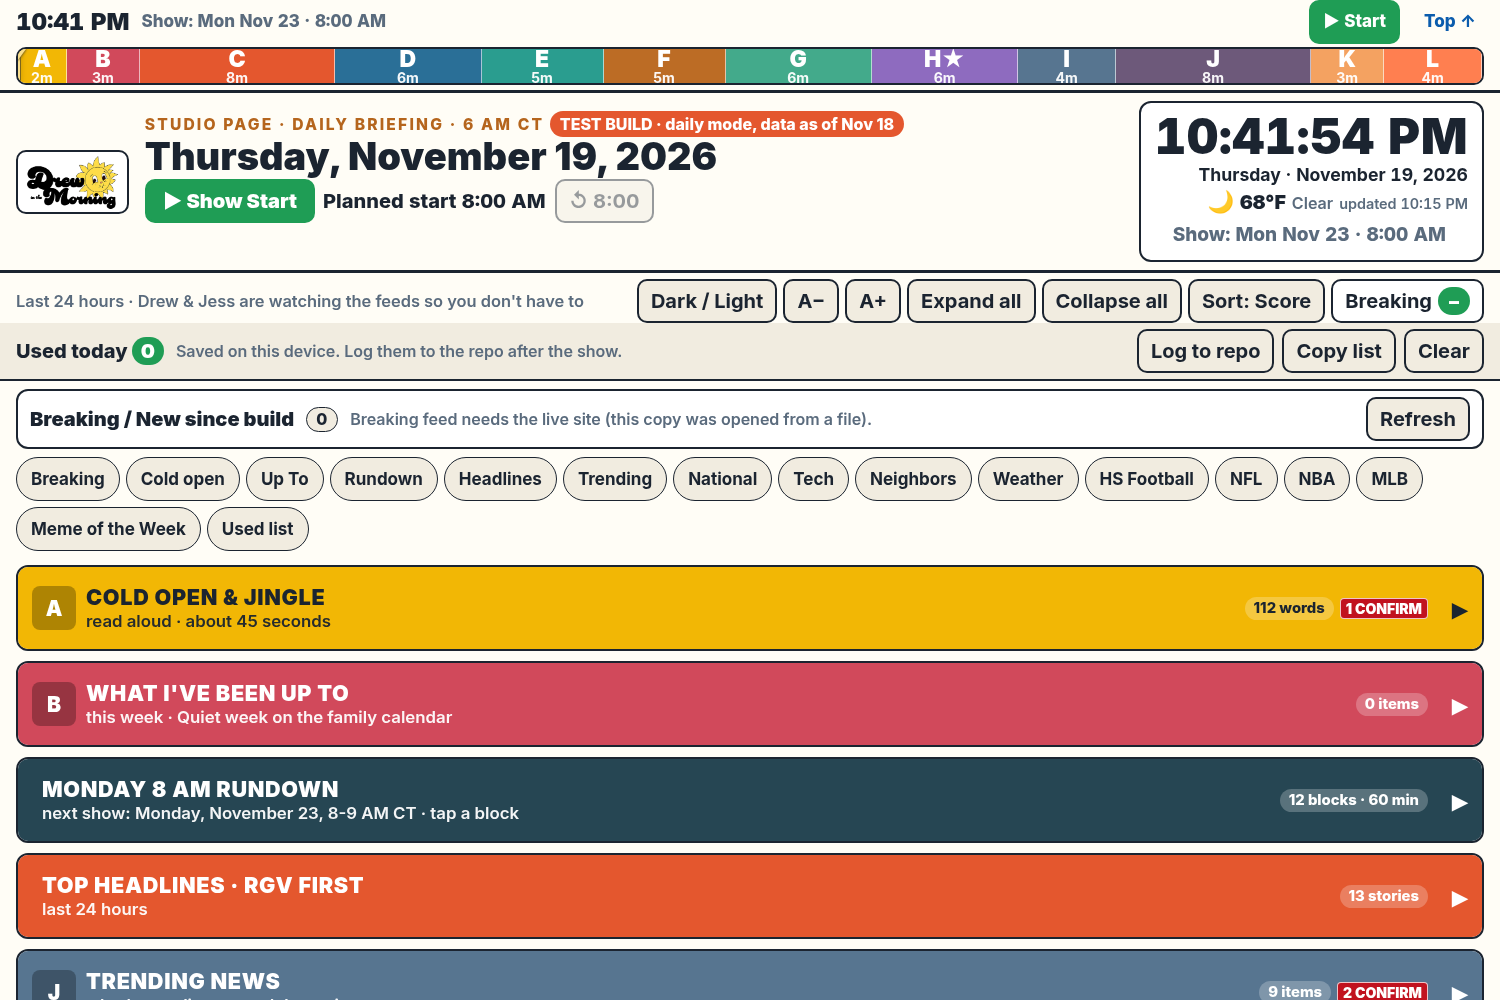 10:41 PM Show: Mon Nov 23 · 8:00 AM ▶ Start Top ↑
A B C D E F G H★ I J K L
2m 3m 8m 6m 5m 5m 6m 6m 4m 8m 3m 4m
STUDIO PAGE · DAILY BRIEFING · 6 AM CT TEST BUILD · daily mode, data as of Nov 18
Drew in the Morning
Thursday, November 19, 2026
▶ Show Start Planned start 8:00 AM ↺ 8:00
10:41:54 PM
Thursday · November 19, 2026
68°F Clear updated 10:15 PM
Show: Mon Nov 23 · 8:00 AM
Last 24 hours · Drew & Jess are watching the feeds so you don't have to Dark / Light A− A+ Expand all Collapse all Sort: Score Breaking –
Used today 0 Saved on this device. Log them to the repo after the show. Log to repo Copy list Clear
Breaking / New since build 0 Breaking feed needs the live site (this copy was opened from a file). Refresh
Breaking Cold open Up To Rundown Headlines Trending National Tech Neighbors Weather HS Football NFL NBA MLB
Meme of the Week Used list
A COLD OPEN & JINGLE 112 words 1 CONFIRM ▶
read aloud · about 45 seconds
B WHAT I'VE BEEN UP TO 0 items ▶
this week · Quiet week on the family calendar
MONDAY 8 AM RUNDOWN 12 blocks · 60 min ▶
next show: Monday, November 23, 8-9 AM CT · tap a block
TOP HEADLINES · RGV FIRST 13 stories ▶
last 24 hours
J TRENDING NEWS 9 items 2 CONFIRM ▶